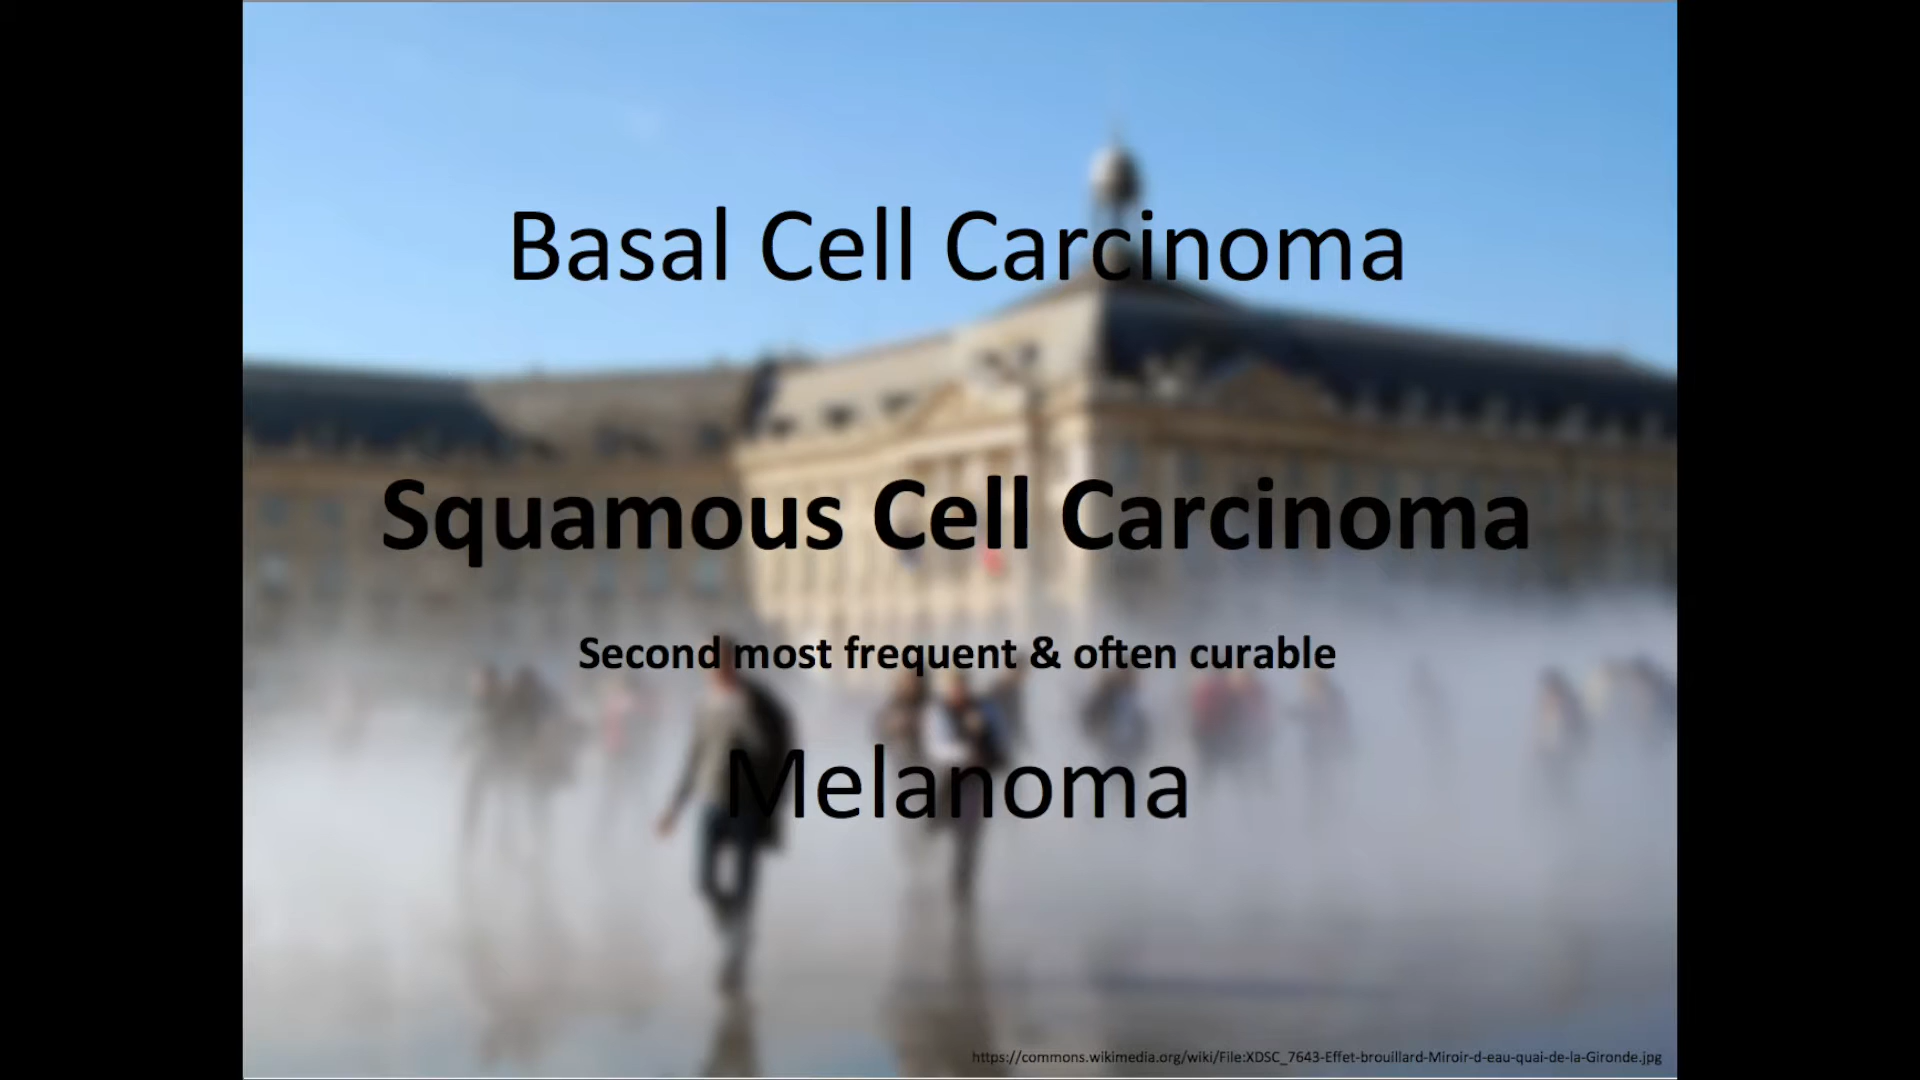 Basal Cell Carcinoma
Squamous Cell Carcinoma
Second most frequent & often curable
Melanoma
https://commons.wikimedia.org/wiki/File:XDSC_7643-Effet-brouillard-Miroir-d-eau-quai-de-la-Gironde.jpg